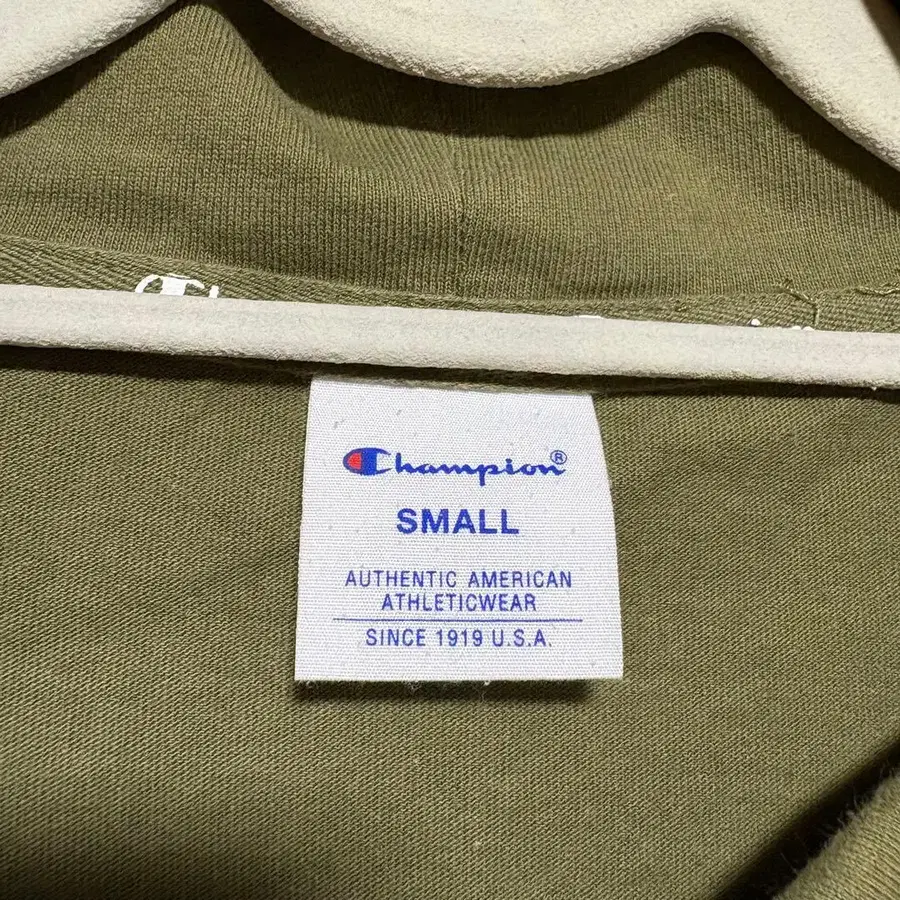 Champion®
SMALL
AUTHENTIC AMERICAN
ATHLETICWEAR
SINCE 1919 U.S.A.